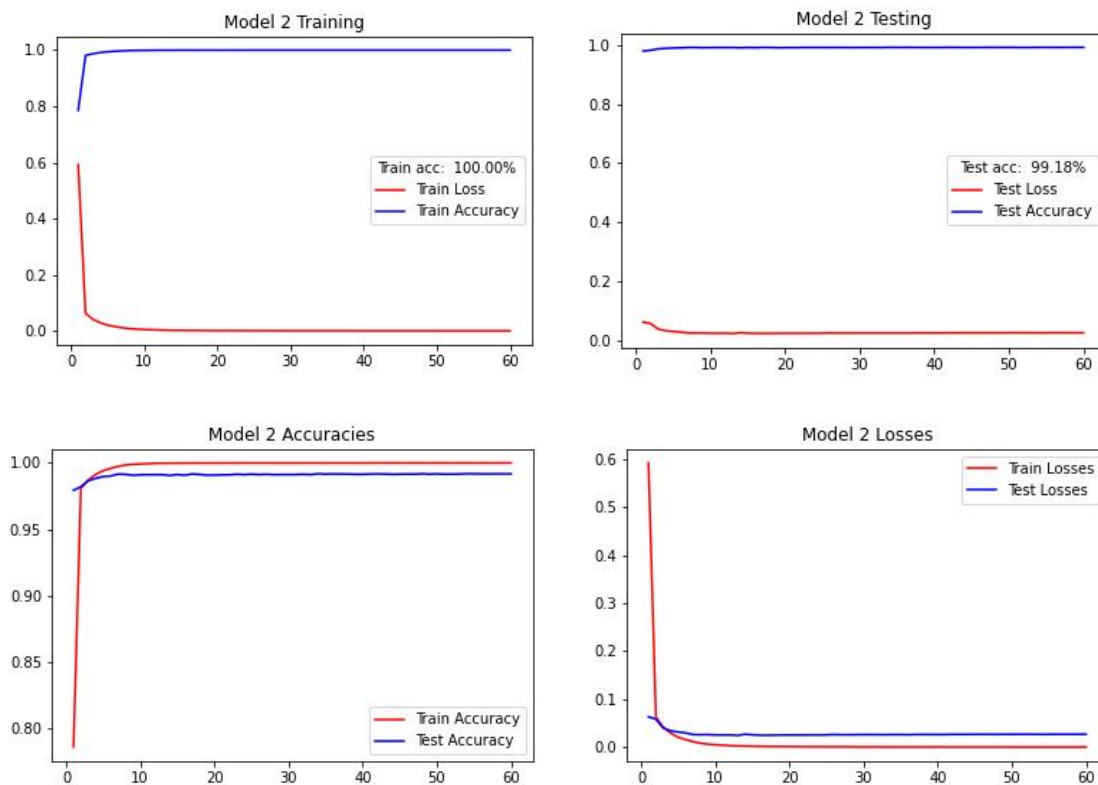 Model 2 Training
1.0
0.8
0.6
0.4
0.2
0.0
Train acc: 100.00%
Train Loss
Train Accuracy
0 10 20 30 40 50 60
Model 2 Testing
1.0
0.8
0.6
0.4
0.2
0.0
Test acc: 99.18%
Test Loss
Test Accuracy
0 10 20 30 40 50 60
Model 2 Accuracies
1.00
0.95
0.90
0.85
0.80
Train Accuracy
Test Accuracy
0 10 20 30 40 50 60
Model 2 Losses
0.6
0.5
0.4
0.3
0.2
0.1
0.0
Train Losses
Test Losses
0 10 20 30 40 50 60